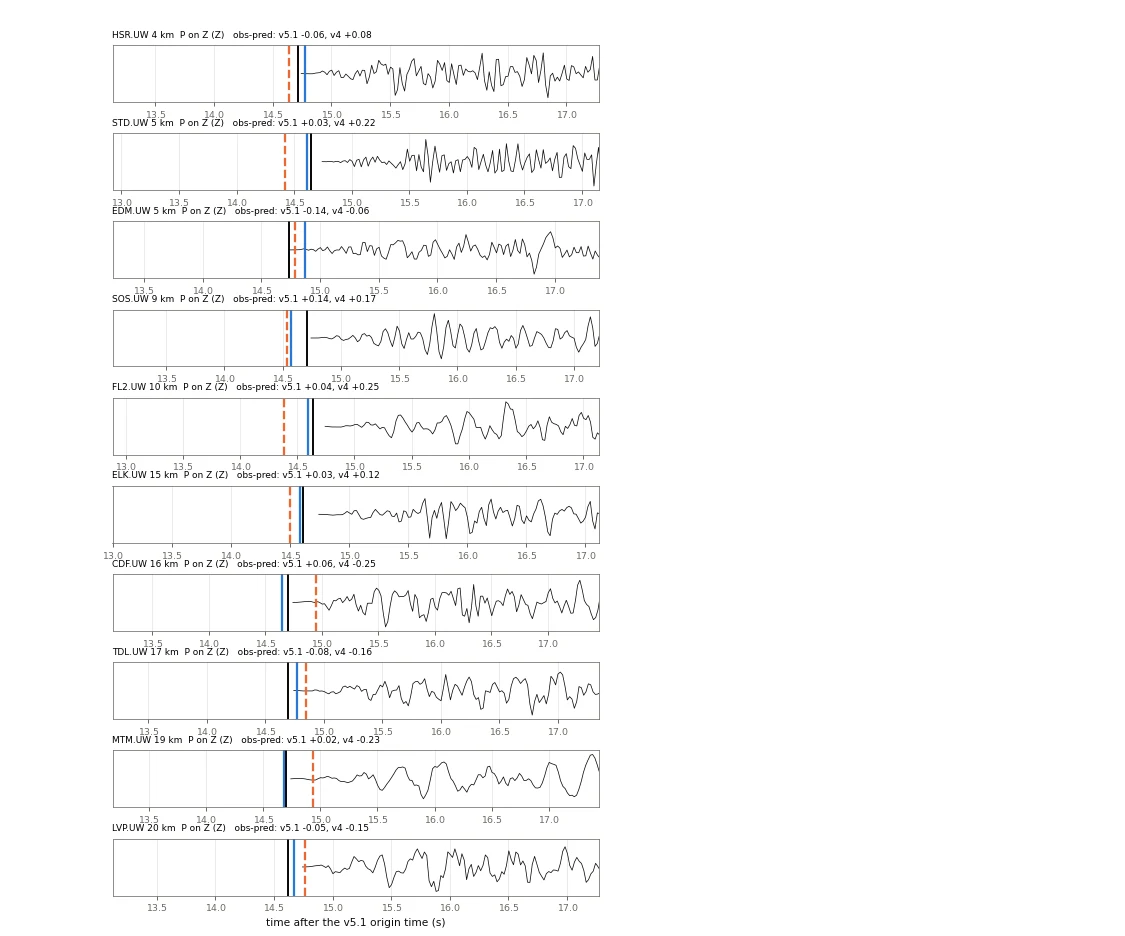 HSR.UW 4 km P on Z (Z) obs-pred: v5.1 -0.06, v4 +0.08
13.5 14.0 14.5 15.0 15.5 16.0 16.5 17.0
STD.UW 5 km P on Z (Z) obs-pred: v5.1 +0.03, v4 +0.22
13.0 13.5 14.0 14.5 15.0 15.5 16.0 16.5 17.0
EDM.UW 5 km P on Z (Z) obs-pred: v5.1 -0.14, v4 -0.06
13.5 14.0 14.5 15.0 15.5 16.0 16.5 17.0
SOS.UW 9 km P on Z (Z) obs-pred: v5.1 +0.14, v4 +0.17
13.5 14.0 14.5 15.0 15.5 16.0 16.5 17.0
FL2.UW 10 km P on Z (Z) obs-pred: v5.1 +0.04, v4 +0.25
13.0 13.5 14.0 14.5 15.0 15.5 16.0 16.5 17.0
ELK.UW 15 km P on Z (Z) obs-pred: v5.1 +0.03, v4 +0.12
13.0 13.5 14.0 14.5 15.0 15.5 16.0 16.5 17.0
CDF.UW 16 km P on Z (Z) obs-pred: v5.1 +0.06, v4 -0.25
13.5 14.0 14.5 15.0 15.5 16.0 16.5 17.0
TDL.UW 17 km P on Z (Z) obs-pred: v5.1 -0.08, v4 -0.16
13.5 14.0 14.5 15.0 15.5 16.0 16.5 17.0
MTM.UW 19 km P on Z (Z) obs-pred: v5.1 +0.02, v4 -0.23
13.5 14.0 14.5 15.0 15.5 16.0 16.5 17.0
LVP.UW 20 km P on Z (Z) obs-pred: v5.1 -0.05, v4 -0.15
13.5 14.0 14.5 15.0 15.5 16.0 16.5 17.0
time after the v5.1 origin time (s)